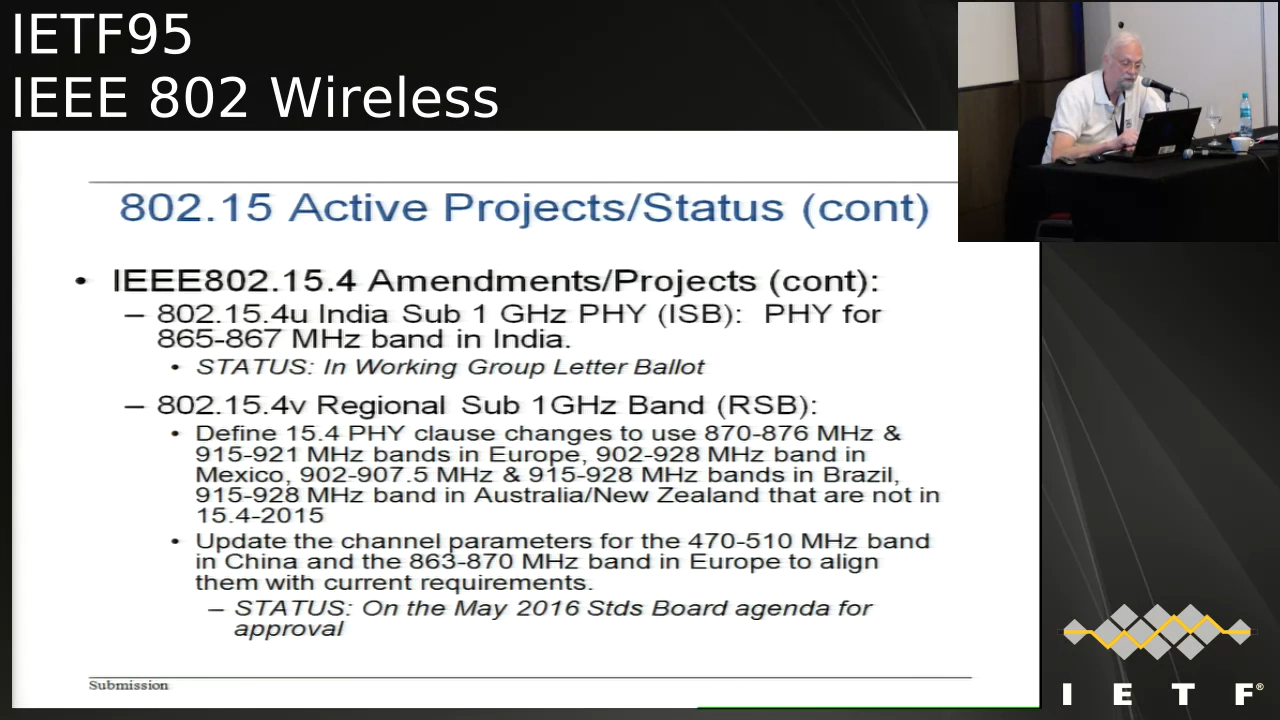 IETF95
IEEE 802 Wireless
802.15 Active Projects/Status (cont)
• IEEE802.15.4 Amendments/Projects (cont):
– 802.15.4u India Sub 1 GHz PHY (ISB): PHY for
865-867 MHz band in India.
• STATUS: In Working Group Letter Ballot
– 802.15.4v Regional Sub 1GHz Band (RSB):
• Define 15.4 PHY clause changes to use 870-876 MHz &
915-921 MHz bands in Europe, 902-928 MHz band in
Mexico, 902-907.5 MHz & 915-928 MHz bands in Brazil,
915-928 MHz band in Australia/New Zealand that are not in
15.4-2015
• Update the channel parameters for the 470-510 MHz band
in China and the 863-870 MHz band in Europe to align
them with current requirements.
– STATUS: On the May 2016 Stds Board agenda for
approval
Submission
I E T F®